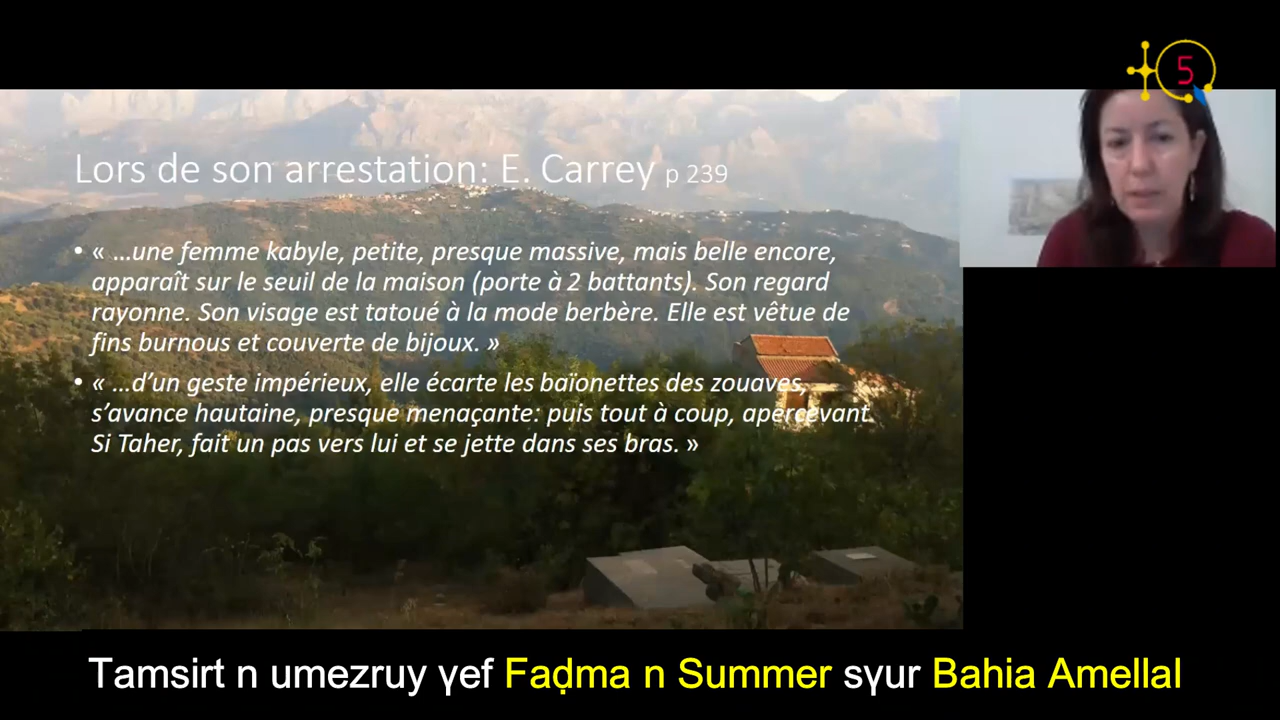 5
Lors de son arrestation: E. Carrey p 239
• « …une femme kabyle, petite, presque massive, mais belle encore,
apparaît sur le seuil de la maison (porte à 2 battants). Son regard
rayonne. Son visage est tatoué à la mode berbère. Elle est vêtue de
fins burnous et couverte de bijoux. »
• « …d’un geste impérieux, elle écarte les baïonettes des zouaves,
s’avance hautaine, presque menaçante: puis tout à coup, apercevant
Si Taher, fait un pas vers lui et se jette dans ses bras. »
Tamsirt n umezruy γef Faḍma n Summer sγur Bahia Amellal